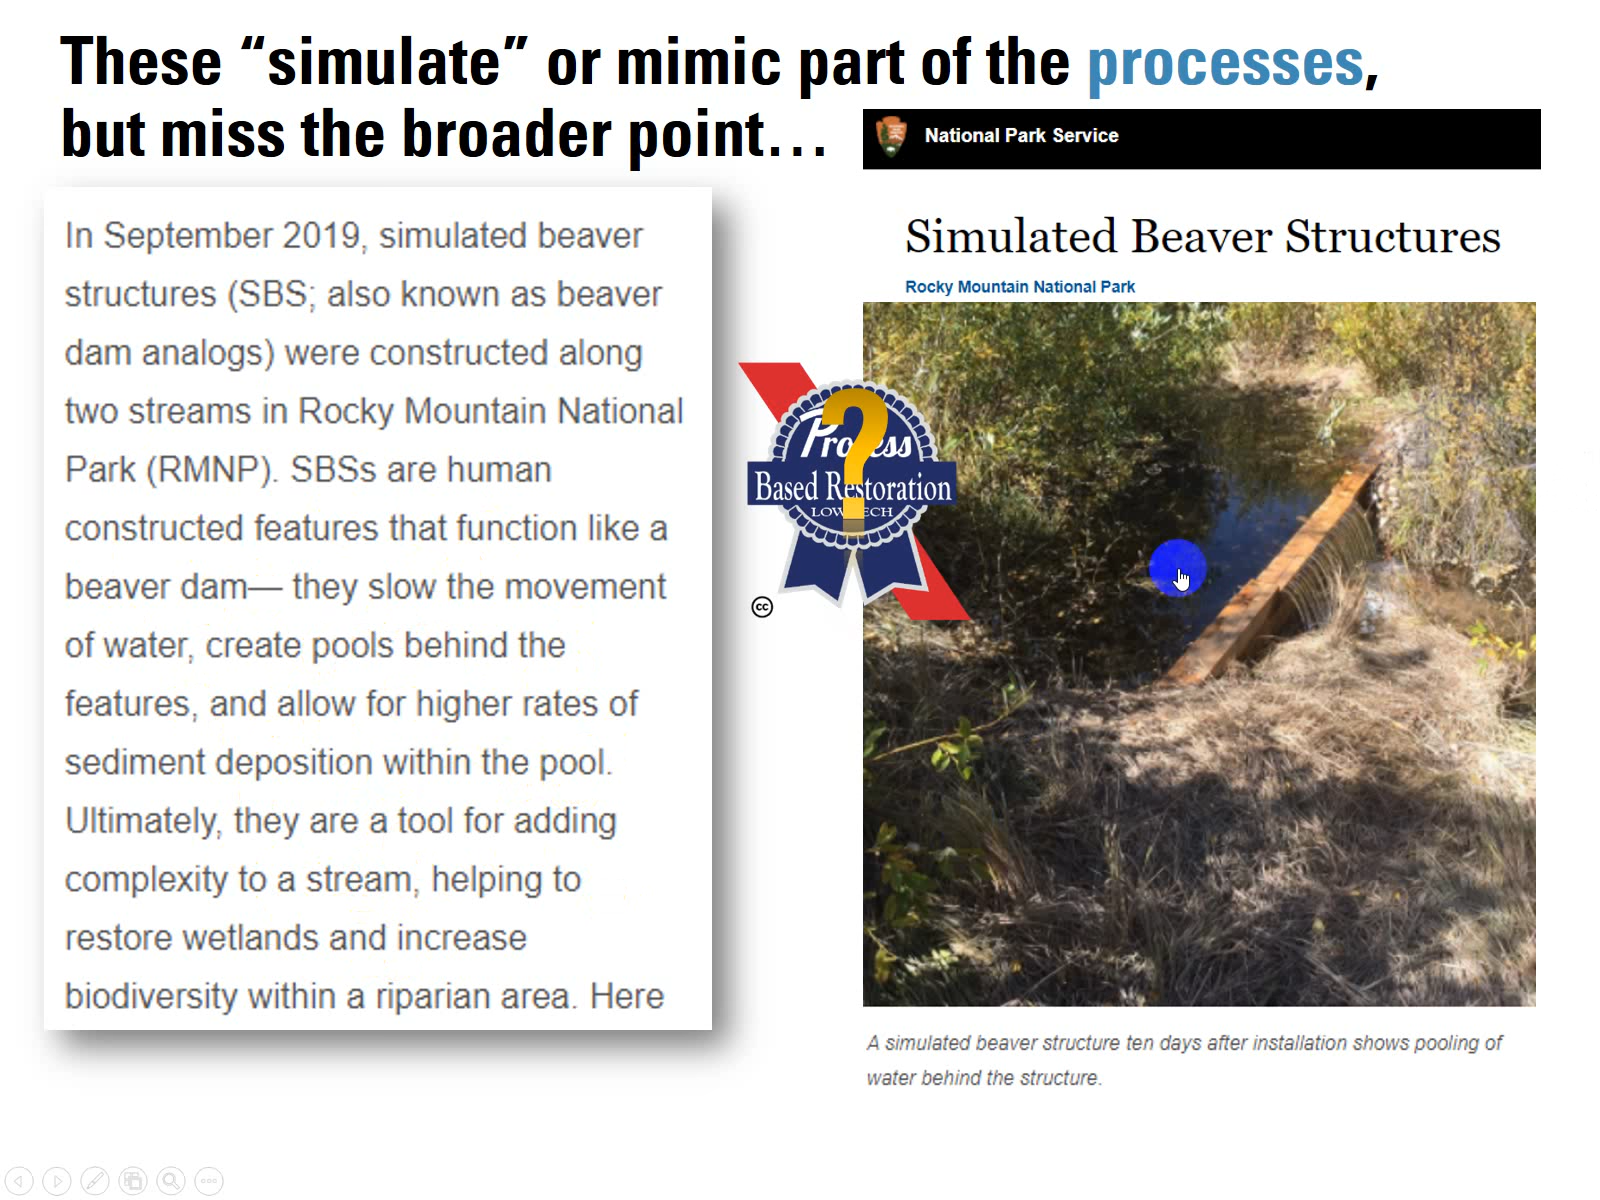 These “simulate” or mimic part of the processes,
but miss the broader point…
In September 2019, simulated beaver
structures (SBS; also known as beaver
dam analogs) were constructed along
two streams in Rocky Mountain National
Park (RMNP). SBSs are human
constructed features that function like a
beaver dam— they slow the movement
of water, create pools behind the
features, and allow for higher rates of
sediment deposition within the pool.
Ultimately, they are a tool for adding
complexity to a stream, helping to
restore wetlands and increase
biodiversity within a riparian area. Here
?
Process
Based Restoration
LOW TECH
cc
National Park Service
Simulated Beaver Structures
Rocky Mountain National Park
A simulated beaver structure ten days after installation shows pooling of
water behind the structure.